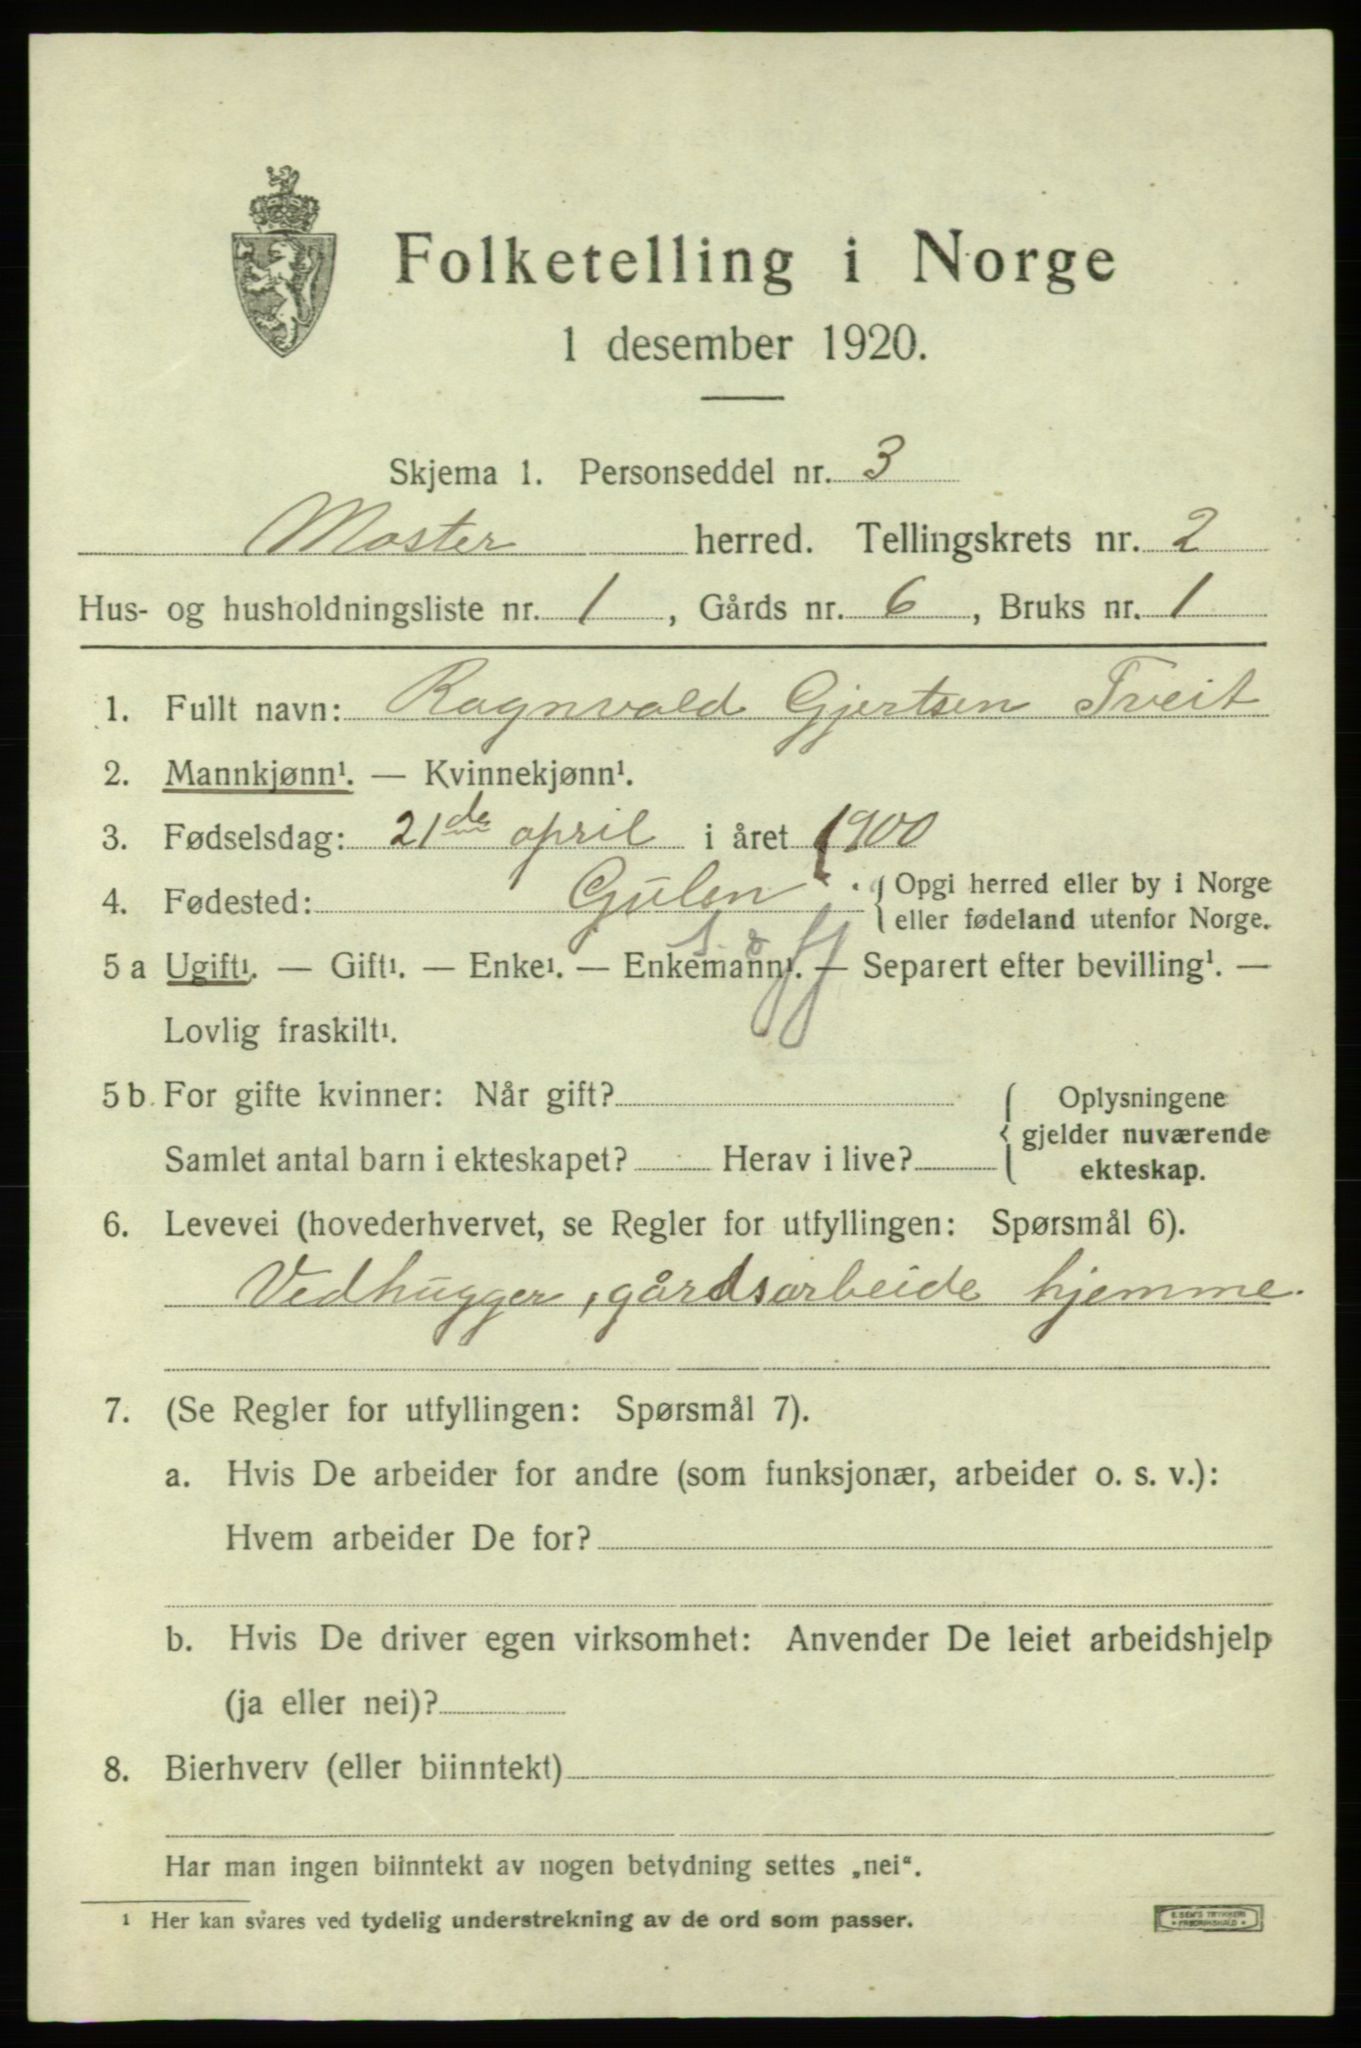 Folketelling i Norge
1 desember 1920.
Skjema 1. Personseddel nr. 3
Moster herred. Tellingskrets nr. 2
Hus- og husholdningsliste nr. 1, Gårds nr. 6, Bruks nr. 1
1. Fullt navn: Ragnvald Gjertsen Tveit
2. Mannkjønn¹. — Kvinnekjønn¹.
3. Fødselsdag: 21de april i året 1900
4. Fødested: Gulen { Opgi herred eller by i Norge
eller fødeland utenfor Norge.
5 a Ugift¹. — Gift¹. — Enke¹. — Enkemann¹. — Separert efter bevilling¹. —
Lovlig fraskilt¹.
5 b. For gifte kvinner: Når gift?
Samlet antal barn i ekteskapet? Herav i live?
{ Oplysningene
gjelder nuværende
ekteskap.
6. Levevei (hovederhvervet, se Regler for utfyllingen: Spørsmål 6).
Vedhugger, gårdsarbeide hjemme.
7. (Se Regler for utfyllingen: Spørsmål 7).
a. Hvis De arbeider for andre (som funksjonær, arbeider o. s. v.):
Hvem arbeider De for?
b. Hvis De driver egen virksomhet: Anvender De leiet arbeidshjelp
(ja eller nei)?
8. Bierhverv (eller biinntekt)
Har man ingen biinntekt av nogen betydning settes „nei“.
¹ Her kan svares ved tydelig understrekning av de ord som passer.